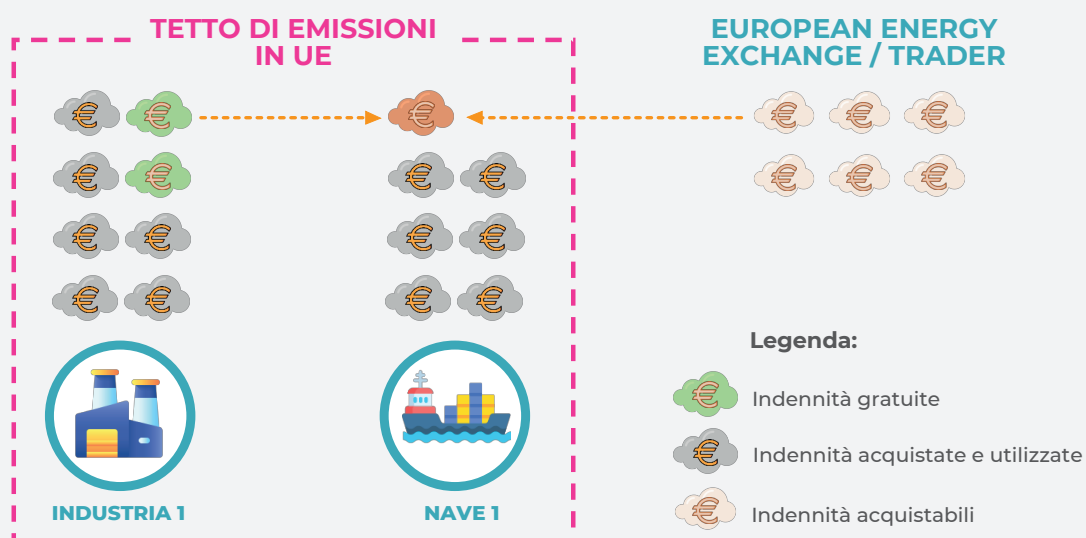 TETTO DI EMISSIONI
IN UE
EUROPEAN ENERGY
EXCHANGE / TRADER
€ € € € € €
€ € € € € €
€ € € €
€ € € €
INDUSTRIA 1
NAVE 1
Legenda:
€ Indennità gratuite
€ Indennità acquistate e utilizzate
€ Indennità acquistabili